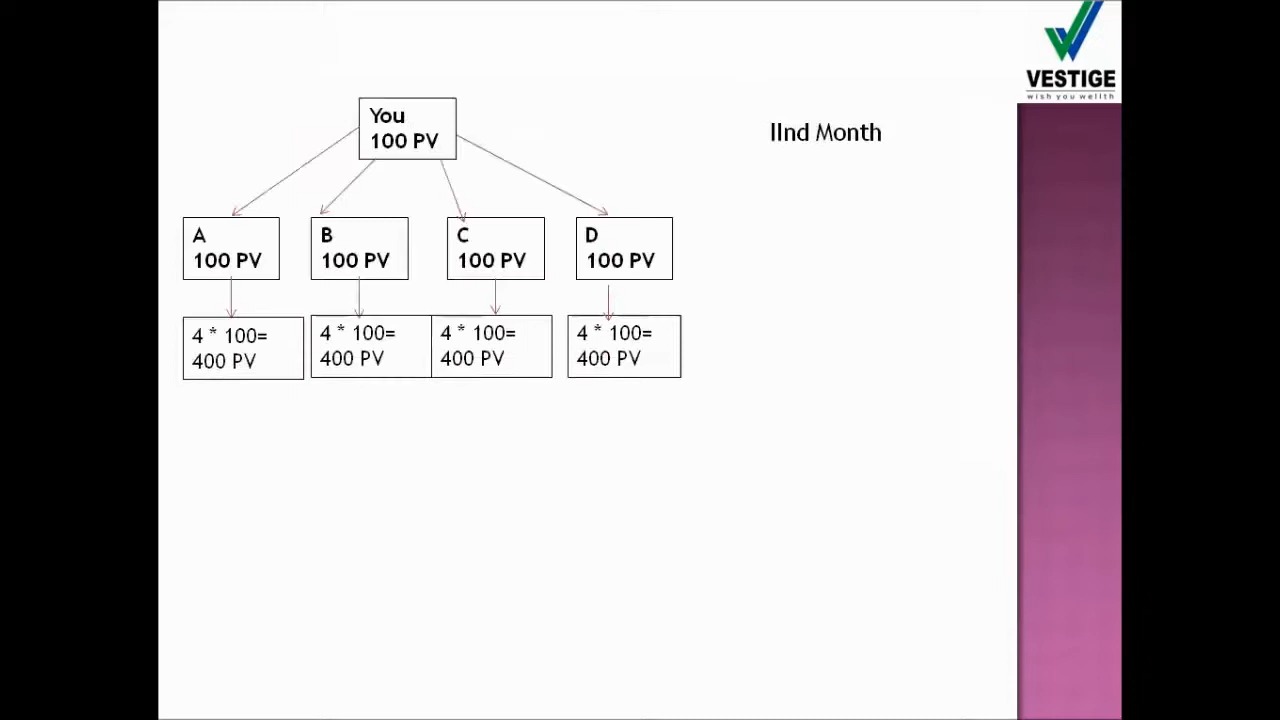 VESTIGE
wish you wellth
You
100 PV
IInd Month
A
100 PV
B
100 PV
C
100 PV
D
100 PV
4 * 100=
400 PV
4 * 100=
400 PV
4 * 100=
400 PV
4 * 100=
400 PV